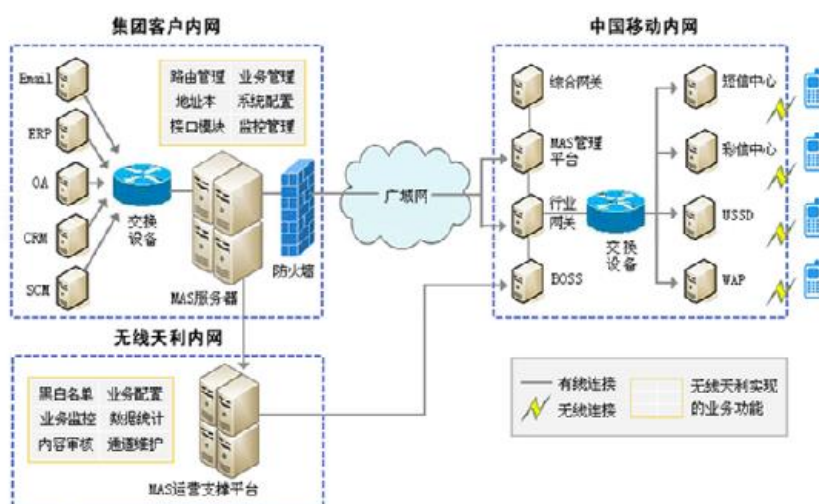 集团客户内网
中国移动内网
Email
ERP
OA
CRM
SCM
交换
设备
路由管理 业务管理
地址本 系统配置
接口模块 监控管理
MAS服务器
防火墙
广域网
综合网关
MAS管理
平台
行业
网关
BOSS
交换
设备
短信中心
彩信中心
USSD
WAP
无线天利内网
黑白名单 业务配置
业务监控 数据统计
内容审核 通道维护
MAS运营支撑平台
有线连接
无线连接
无线天利实现
的业务功能